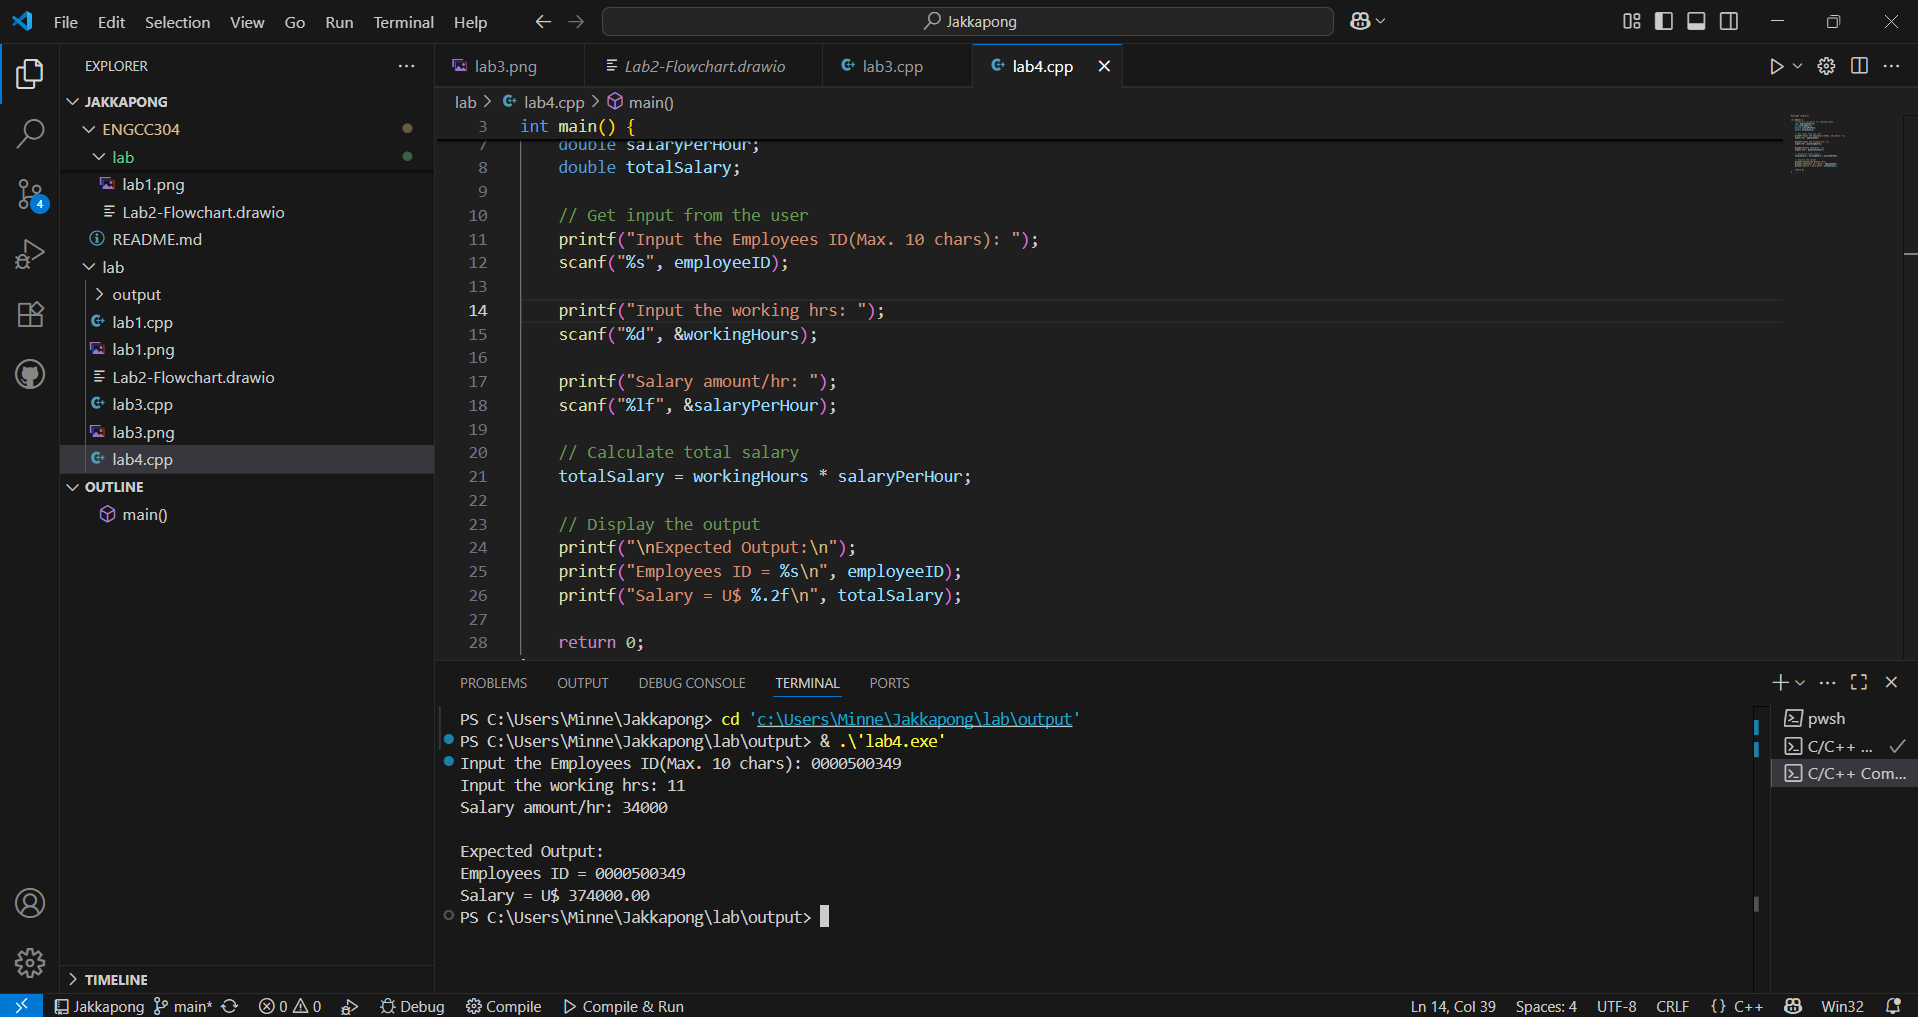 File Edit Selection View Go Run Terminal Help
Jakkapong
EXPLORER
JAKKAPONG
ENGCC304
lab
lab1.png
Lab2-Flowchart.drawio
README.md
lab
output
lab1.cpp
lab1.png
Lab2-Flowchart.drawio
lab3.cpp
lab3.png
lab4.cpp
OUTLINE
main()
TIMELINE
4
lab3.png Lab2-Flowchart.drawio lab3.cpp lab4.cpp
lab > lab4.cpp > main()
3 int main() {
7 double salaryPerHour;
8 double totalSalary;
9
10 // Get input from the user
11 printf("Input the Employees ID(Max. 10 chars): ");
12 scanf("%s", employeeID);
13
14 printf("Input the working hrs: ");
15 scanf("%d", &workingHours);
16
17 printf("Salary amount/hr: ");
18 scanf("%lf", &salaryPerHour);
19
20 // Calculate total salary
21 totalSalary = workingHours * salaryPerHour;
22
23 // Display the output
24 printf("\nExpected Output:\n");
25 printf("Employees ID = %s\n", employeeID);
26 printf("Salary = U$ %.2f\n", totalSalary);
27
28 return 0;
PROBLEMS OUTPUT DEBUG CONSOLE TERMINAL PORTS
PS C:\Users\Minne\Jakkapong> cd 'c:\Users\Minne\Jakkapong\lab\output'
PS C:\Users\Minne\Jakkapong\lab\output> & .\'lab4.exe'
Input the Employees ID(Max. 10 chars): 0000500349
Input the working hrs: 11
Salary amount/hr: 34000
Expected Output:
Employees ID = 0000500349
Salary = U$ 374000.00
PS C:\Users\Minne\Jakkapong\lab\output>
pwsh
C/C++ ...
C/C++ Com...
Jakkapong main* 0 0 Debug Compile Compile & Run Ln 14, Col 39 Spaces: 4 UTF-8 CRLF {} C++ Win32